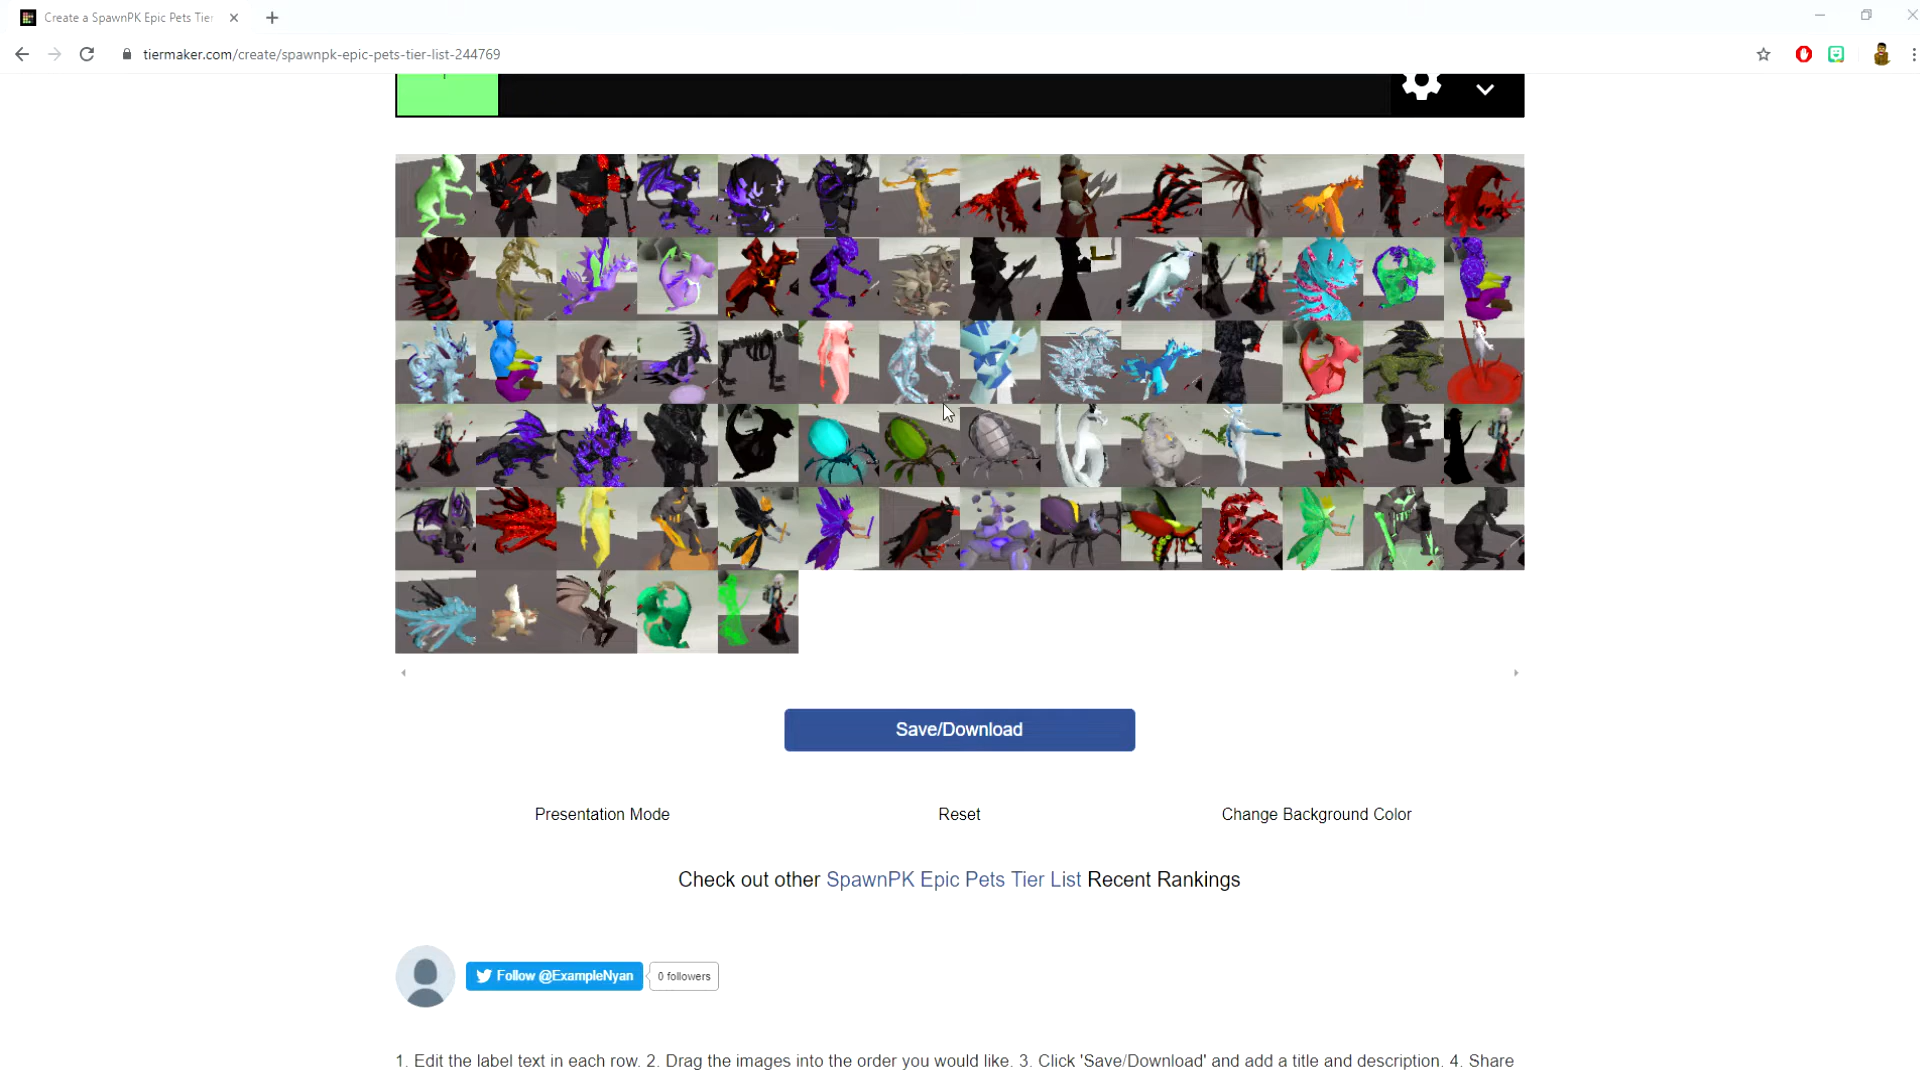 Create a SpawnPK Epic Pets Tier
tiermaker.com/create/spawnpk-epic-pets-tier-list-244769
Save/Download
Presentation Mode
Reset
Change Background Color
Check out other SpawnPK Epic Pets Tier List Recent Rankings
Follow @ExampleNyan
0 followers
1. Edit the label text in each row. 2. Drag the images into the order you would like. 3. Click 'Save/Download' and add a title and description. 4. Share